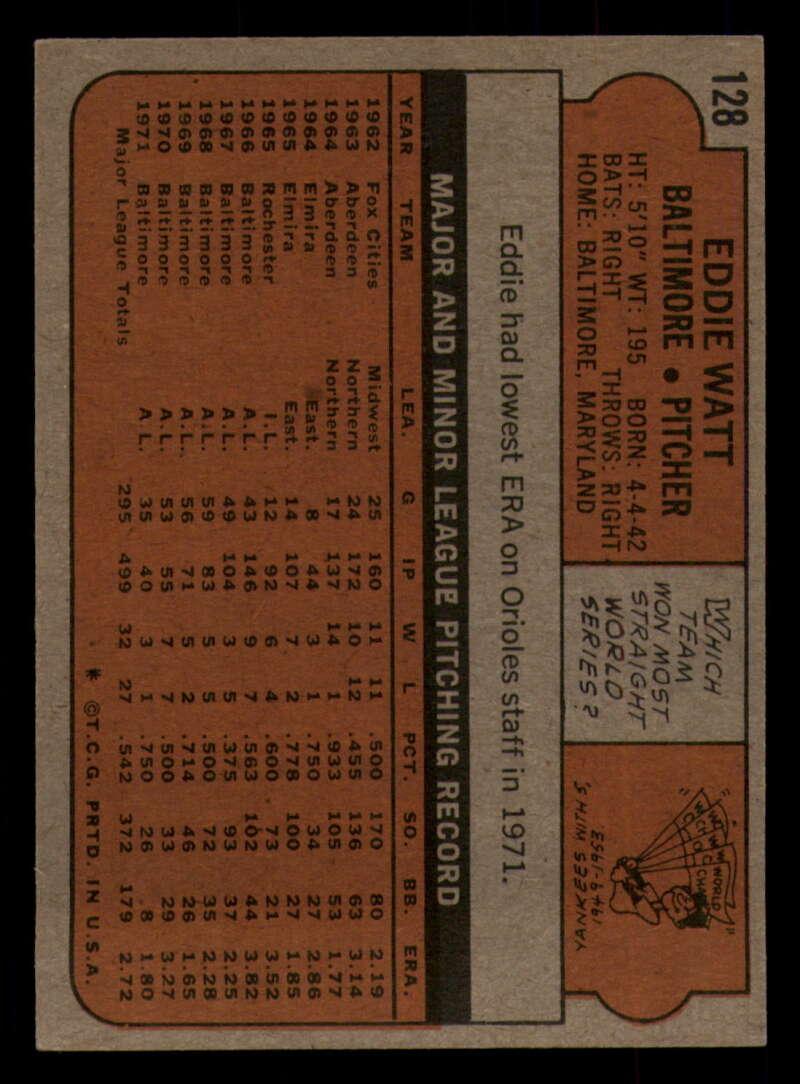 128
EDDIE WATT
BALTIMORE • PITCHER
HT: 5'10" WT: 195 BORN: 4-4-42
BATS: RIGHT THROWS: RIGHT
HOME: BALTIMORE, MARYLAND
WHICH
TEAM
WON MOST
STRAIGHT
WORLD
SERIES?
WORLD
CHAMPS
YANKEES WITH 5,
1949-1953.
Eddie had lowest ERA on Orioles staff in 1971.
MAJOR AND MINOR LEAGUE PITCHING RECORD
YEAR TEAM LEA. G IP W L PCT. SO. BB. ERA.
1962 Fox Cities Midwest 25 160 11 11 .500 170 80 2.19
1963 Aberdeen Northern 24 172 10 12 .455 136 63 3.14
1964 Aberdeen Northern 17 137 14 1 .933 105 53 1.77
1964 Elmira East. 8 44 3 1 .750 34 27 2.86
1965 Elmira East. 14 107 7 2 .778 100 27 1.85
1965 Rochester I.L. 12 92 6 4 .600 73 21 3.52
1966 Baltimore A.L. 43 146 9 7 .563 102 44 3.82
1967 Baltimore A.L. 49 104 3 5 .375 93 37 2.25
1968 Baltimore A.L. 59 83 5 5 .500 72 35 2.28
1969 Baltimore A.L. 56 71 5 2 .714 46 26 1.65
1970 Baltimore A.L. 53 55 7 7 .500 33 29 3.27
1971 Baltimore A.L. 35 40 3 1 .750 26 8 1.80
Major League Totals 295 499 32 27 .542 372 179 2.72
* ©T.C.G. PRTD. IN U.S.A.